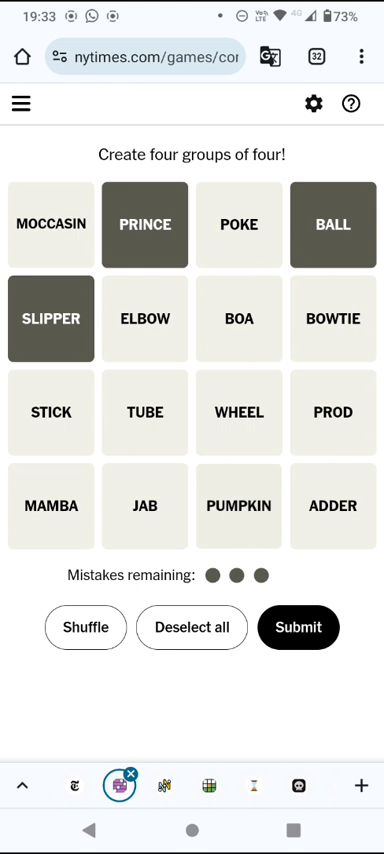 19:33 4G 73%
nytimes.com/games/cor 32
Create four groups of four!
MOCCASIN PRINCE POKE BALL
SLIPPER ELBOW BOA BOWTIE
STICK TUBE WHEEL PROD
MAMBA JAB PUMPKIN ADDER
Mistakes remaining:
Shuffle Deselect all Submit